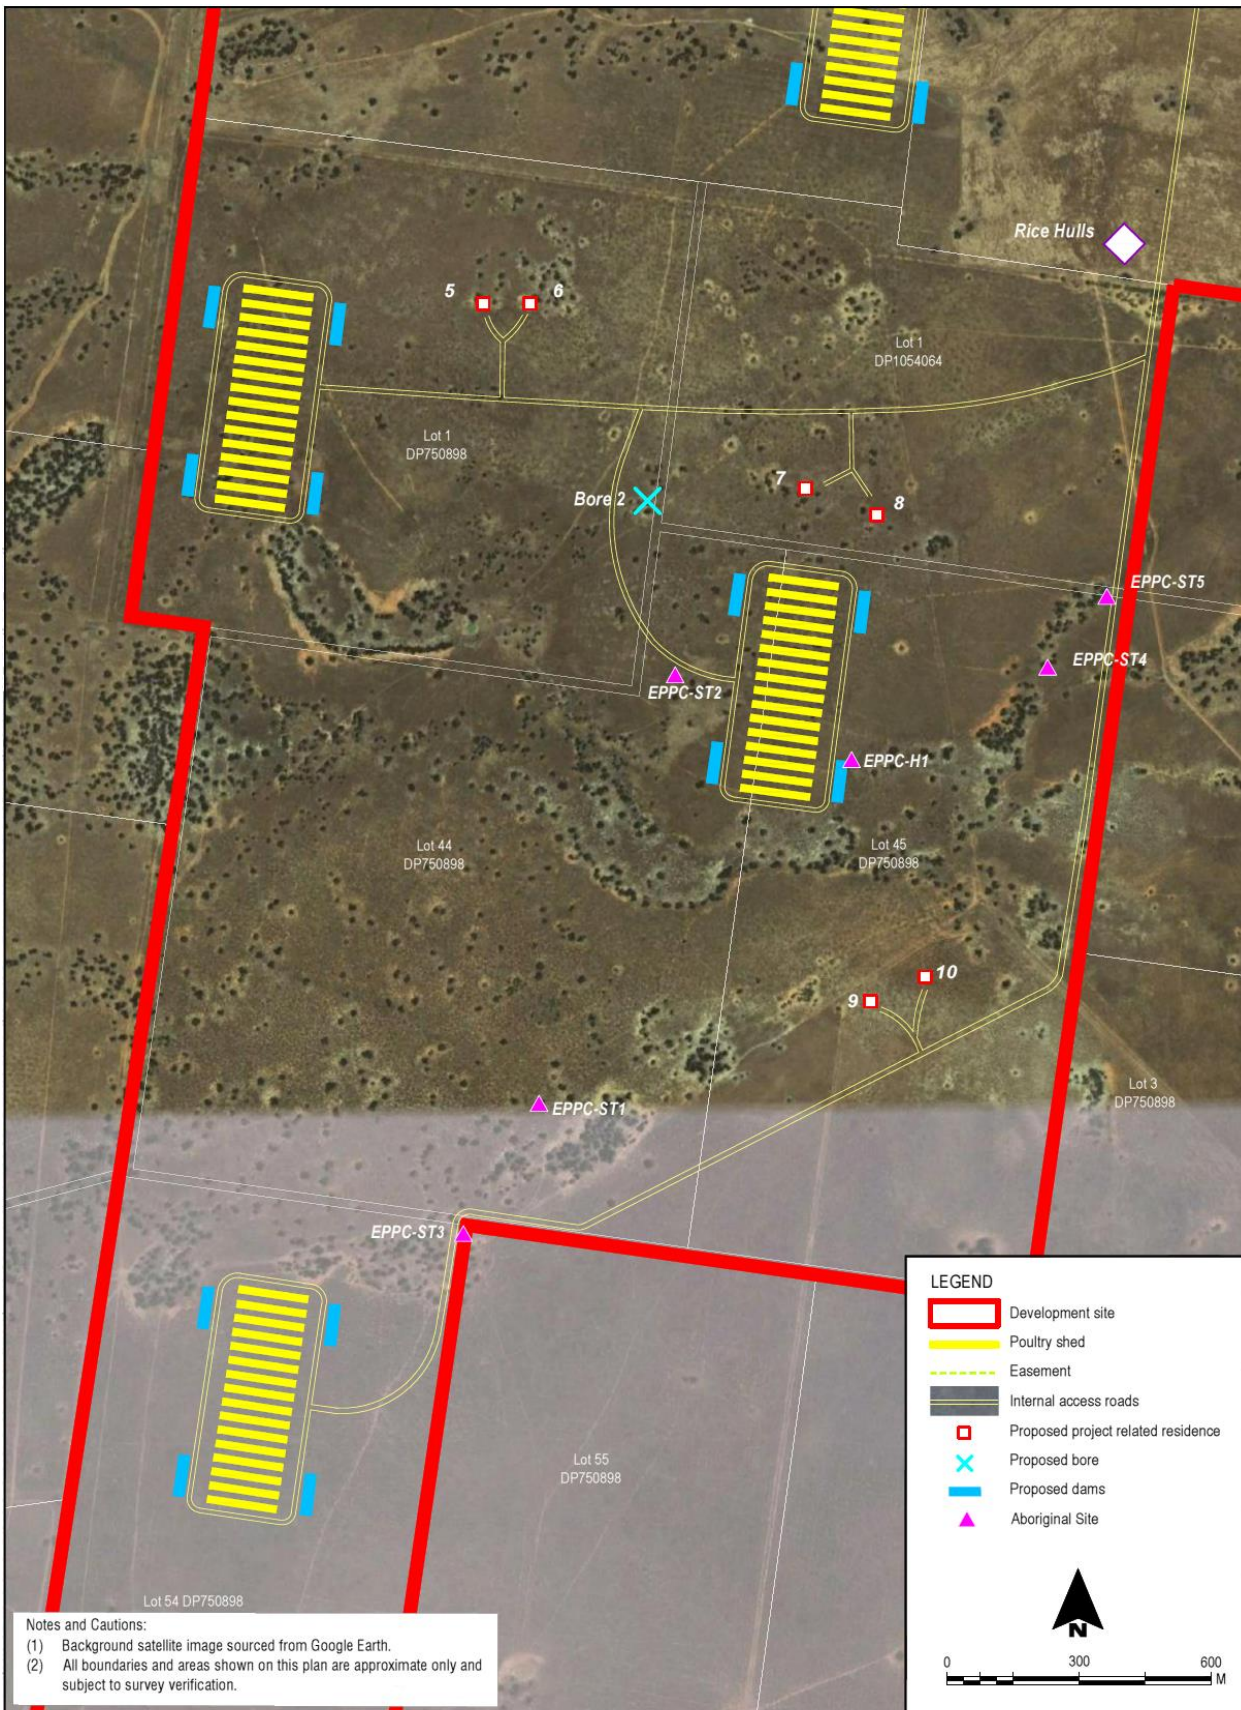 Rice Hulls
5
6
Lot 1
DP1054064
Lot 1
DP750898
7
Bore 2
8
EPPC-ST5
EPPC-ST4
EPPC-ST2
EPPC-H1
Lot 44
DP750898
Lot 45
DP750898
10
9
Lot 3
DP750898
EPPC-ST1
EPPC-ST3
Lot 55
DP750898
Lot 54 DP750898
LEGEND
Development site
Poultry shed
Easement
Internal access roads
Proposed project related residence
Proposed bore
Proposed dams
Aboriginal Site
N
0 300 600
M
Notes and Cautions:
(1) Background satellite image sourced from Google Earth.
(2) All boundaries and areas shown on this plan are approximate only and
subject to survey verification.